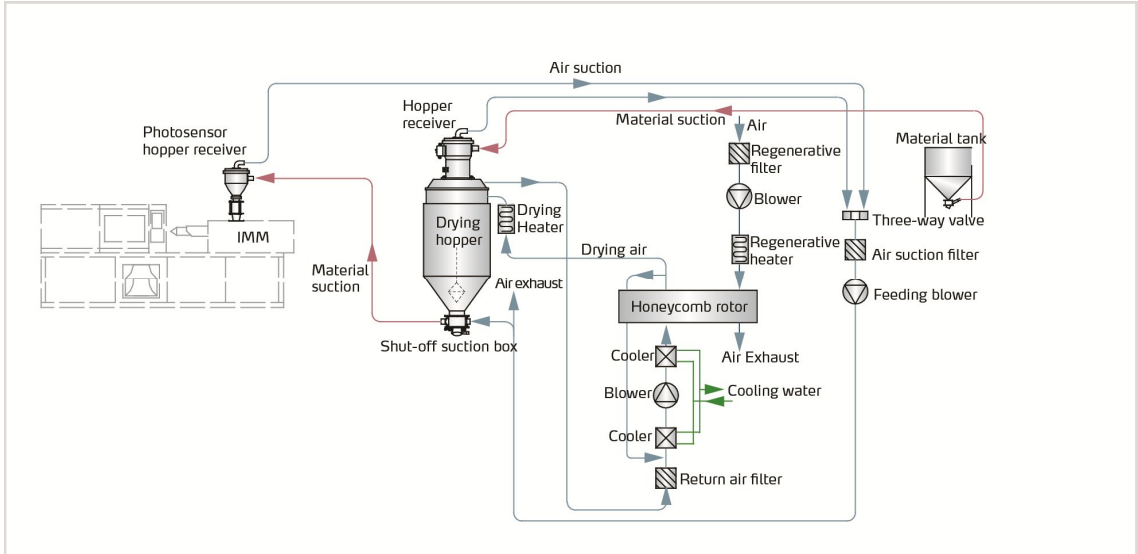 Air suction
Hopper
receiver
Photosensor
hopper receiver
Material suction
Air
Material tank
Regenerative
filter
Blower
Three-way valve
Drying
Heater
Drying
hopper
IMM
Drying air
Regenerative
heater
Air suction filter
Material
suction
Air exhaust
Feeding blower
Honeycomb rotor
Shut-off suction box
Cooler
Air Exhaust
Blower
Cooling water
Cooler
Return air filter